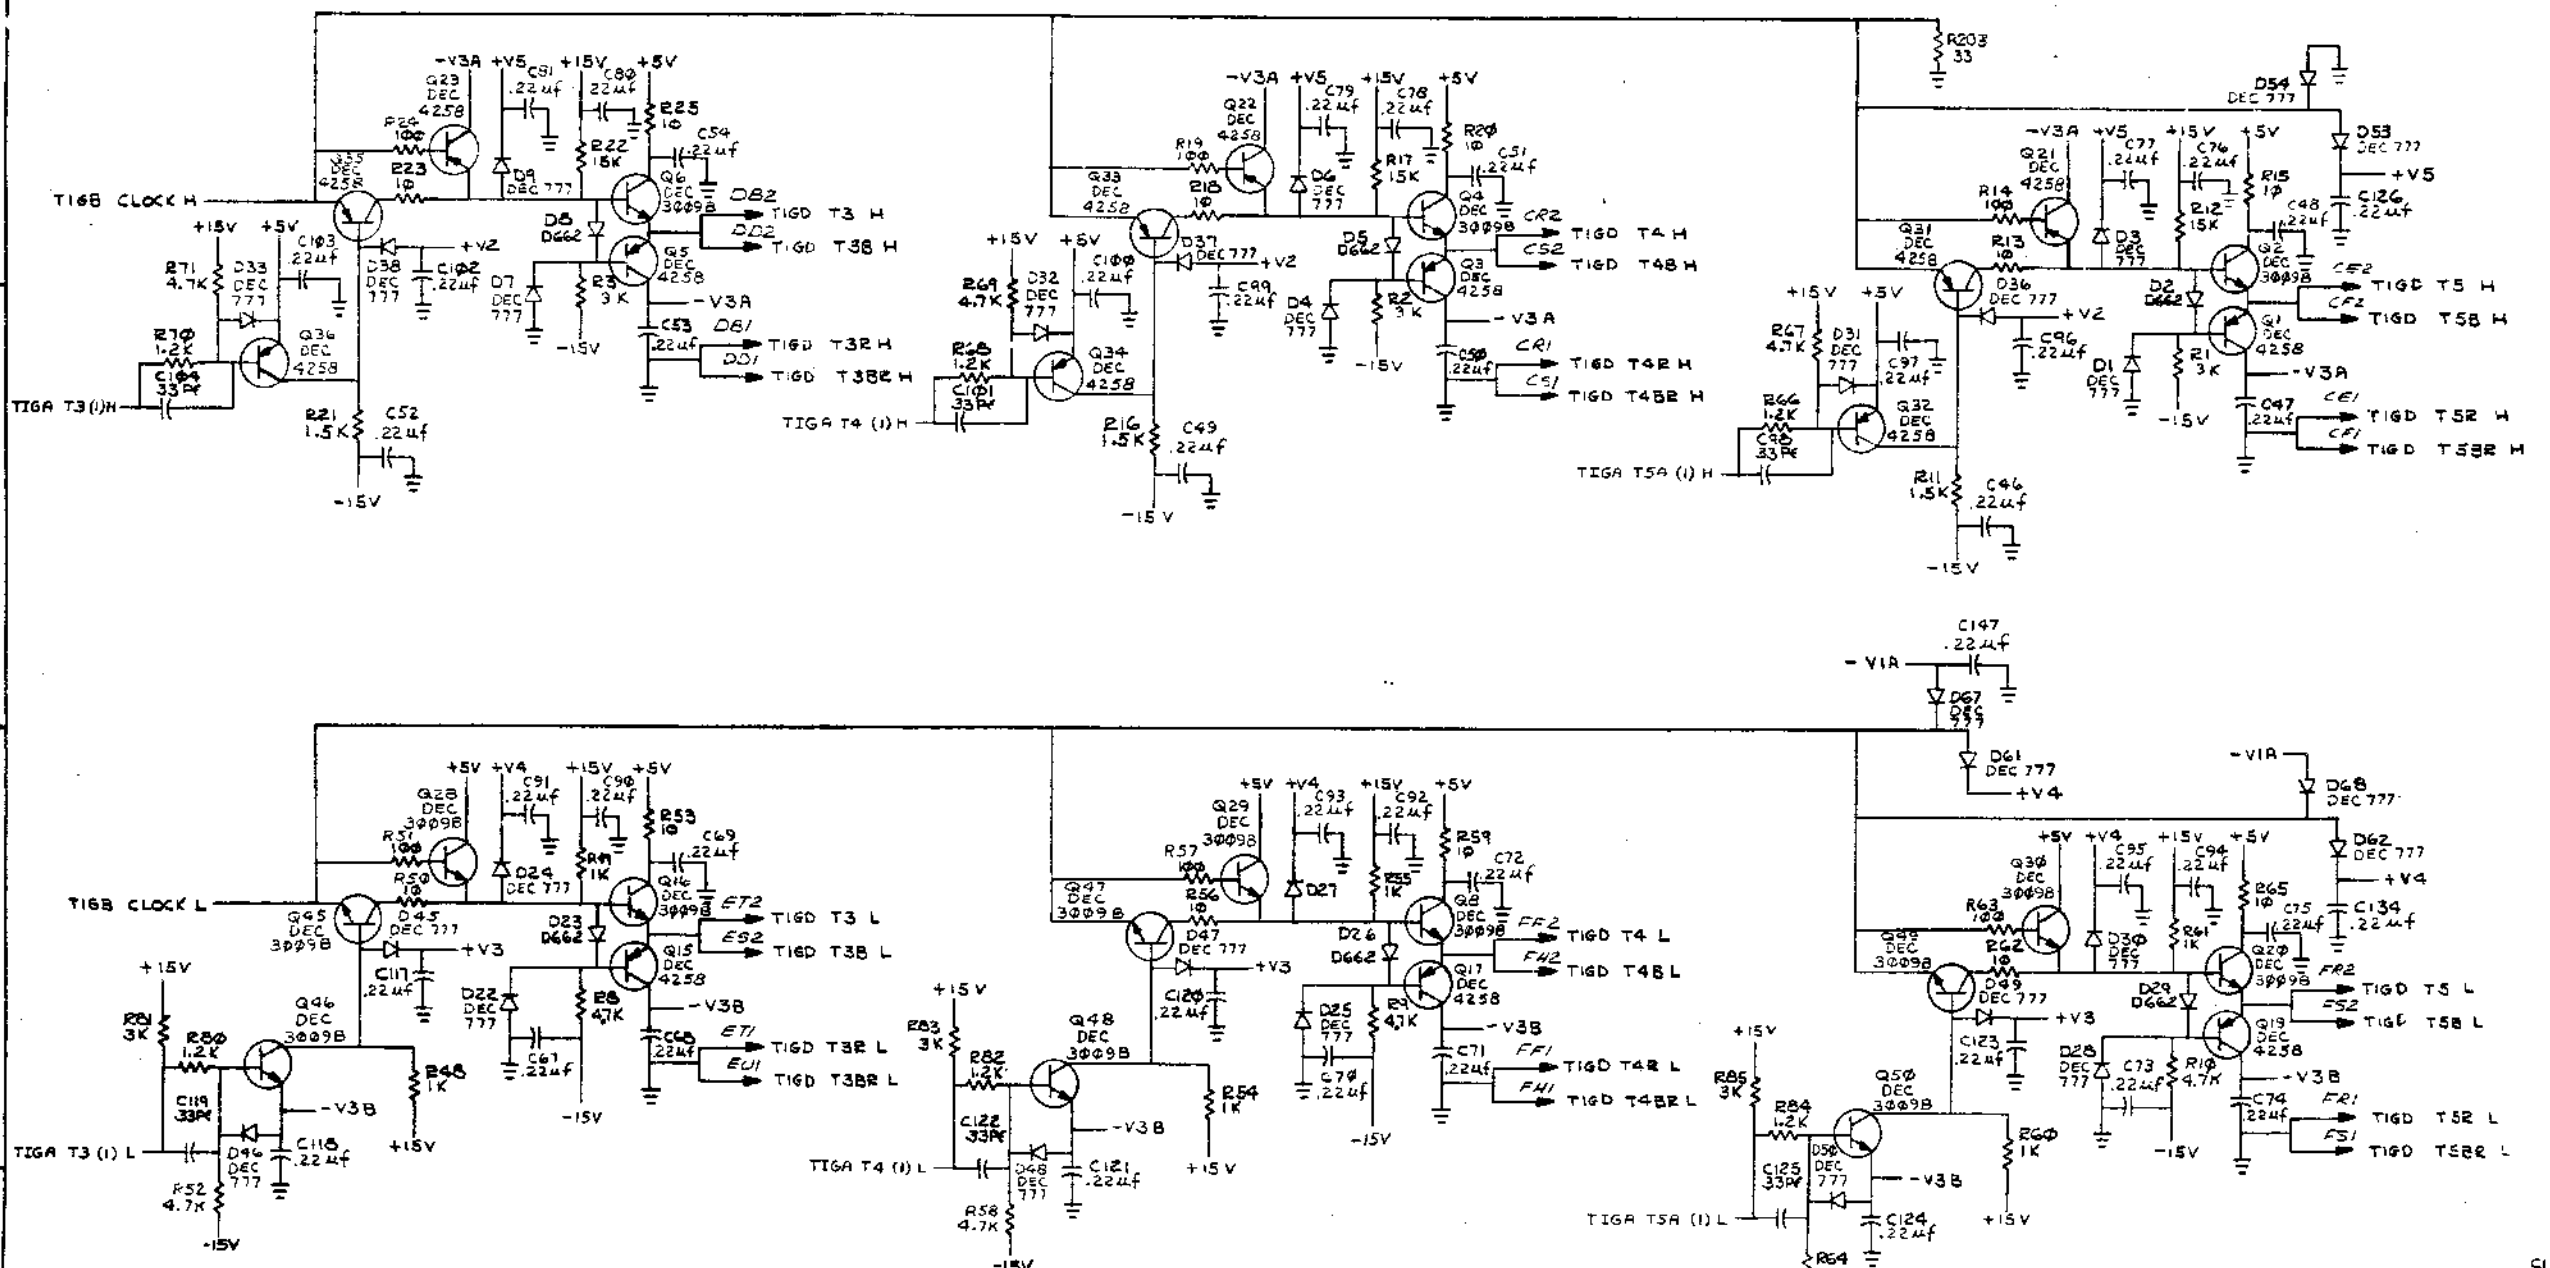 R203
33
D54
DEC 777
-V3A +V5 C81 +15V C80 +5V
.22uf
22uf
Q23
DEC
4258
R25
10
C54
.22uf
R24
100
R23
10
R22
15K
Q35
DEC
4258
D9
DEC 777
Q6
DEC
3009B
DB2
TIGD T3 H
DD2
TIGD T3B H
TIGB CLOCK H
D8
D662
Q5
DEC
4258
+15V +5V
C103
.22uf
+V2
D38
DEC
777
C102
.22uf
R71
4.7K
D33
DEC
777
D7
DEC
777
R3
3K
-V3A
-15V
C53
.22uf
DB1
TIGD T3R H
DD1
TIGD T3BR H
R70
1.2K
C104
33Pf
Q36
DEC
4258
TIGA T3(1)H
R21
1.5K
C52
.22uf
-15V
-V3A +V5 C79 +15V C78 +5V
.22uf
.22uf
Q22
DEC
4258
R20
10
C51
.22uf
R19
100
R18
10
R17
15K
Q33
DEC
4258
D6
DEC
777
Q4
DEC
3009B
CR2
TIGD T4 H
CS2
TIGD T4B H
D5
D662
Q3
DEC
4258
+15V +5V
C100
.22uf
D37
DEC 777
+V2
C99
.22uf
R69
4.7K
D32
DEC
777
D4
DEC
777
R2
3K
-V3A
-15V
C50
.22uf
CR1
TIGD T4R H
CS1
TIGD T4BR H
R68
1.2K
C101
33Pf
Q34
DEC
4258
TIGA T4 (1)H
R16
1.5K
C49
.22uf
-15V
-V3A +V5 C77 +15V C76 +5V
.22uf
.22uf
D53
DEC 777
+V5
C126
.22uf
Q21
DEC
4258
R15
10
C48
.22uf
R14
100
R13
10
R12
15K
Q31
DEC
4258
D3
DEC
777
Q2
DEC
3009B
CE2
TIGD T5 H
CF2
TIGD T5B H
D2
D662
Q1
DEC
4258
+15V +5V
D36
DEC 777
+V2
C96
.22uf
R67
4.7K
D31
DEC
777
C97
.22uf
D1
DEC
777
R1
3K
-V3A
-15V
C47
.22uf
CE1
TIGD T5R H
CF1
TIGD T5BR H
R66
1.2K
C98
33Pf
Q32
DEC
4258
TIGA T5A (1) H
R11
1.5K
C46
.22uf
-15V
C147
.22uf
-V1A
D67
DEC
777
D61
DEC 777
+V4
-V1A
D68
DEC 777
+5V +V4 C91 +15V C90 +5V
.22uf
.22uf
Q28
DEC
3009B
R53
10
C69
.22uf
R51
100
R50
10
R49
1K
D24
DEC 777
Q16
DEC
3009B
ET2
TIGD T3 L
ES2
TIGD T3B L
TIGB CLOCK L
Q45
DEC
3009B
D45
DEC 777
+V3
C117
.22uf
D23
D662
Q15
DEC
4258
D22
DEC
777
R8
4.7K
C67
.22uf
-15V
-V3B
C68
.22uf
ET1
TIGD T3R L
EU1
TIGD T3BR L
+15V
R81
3K
R80
1.2K
Q46
DEC
3009B
R48
1K
+15V
C119
33Pf
-V3B
C118
.22uf
TIGA T3 (1) L
D46
DEC
777
R52
4.7K
-15V
+5V +V4 C93 +15V C92 +5V
.22uf
.22uf
Q29
DEC
3009B
R59
10
C72
.22uf
R57
100
R56
10
R55
1K
D27
Q47
DEC
3009B
D47
DEC 777
+V3
C120
.22uf
Q8
DEC
3009B
FF2
TIGD T4 L
FH2
TIGD T4B L
D26
D662
Q17
DEC
4258
D25
DEC
777
R9
4.7K
C70
.22uf
-15V
-V3B
C71
.22uf
FF1
TIGD T4R L
FH1
TIGD T4BR L
+15V
R83
3K
R82
1.2K
Q48
DEC
3009B
R54
1K
+15V
C122
33Pf
-V3B
C121
.22uf
TIGA T4 (1) L
D48
DEC
777
R58
4.7K
-15V
+5V +V4 C95 +15V C94 +5V
.22uf
.22uf
D62
DEC 777
+V4
C134
.22uf
Q30
DEC
3009B
R65
10
C75
.22uf
R63
100
R62
10
R61
1K
D30
DEC
777
Q49
DEC
3009B
D49
DEC 777
+V3
C123
.22uf
Q20
DEC
3009B
FR2
TIGD T5 L
FS2
TIGD T5B L
D29
D662
Q19
DEC
4258
D28
DEC
777
C73
.22uf
R10
4.7K
-15V
-V3B
C74
.22uf
FR1
TIGD T5R L
FS1
TIGD T5BR L
+15V
R85
3K
R84
1.2K
Q50
DEC
3009B
R60
1K
+15V
C125
33Pf
D50
DEC
777
-V3B
C124
.22uf
TIGA T5A (1) L
R64